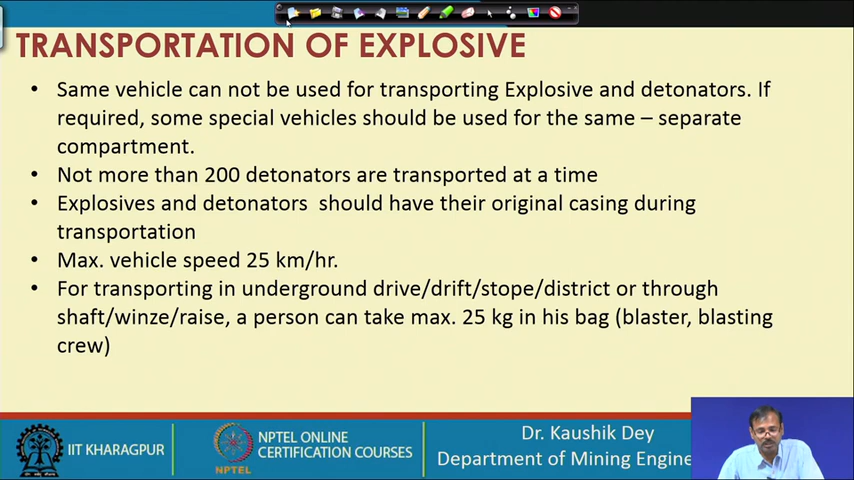 TRANSPORTATION OF EXPLOSIVE
• Same vehicle can not be used for transporting Explosive and detonators. If
required, some special vehicles should be used for the same – separate
compartment.
• Not more than 200 detonators are transported at a time
• Explosives and detonators should have their original casing during
transportation
• Max. vehicle speed 25 km/hr.
• For transporting in underground drive/drift/stope/district or through
shaft/winze/raise, a person can take max. 25 kg in his bag (blaster, blasting
crew)
IIT KHARAGPUR
NPTEL
NPTEL ONLINE
CERTIFICATION COURSES
Dr. Kaushik Dey
Department of Mining Engine